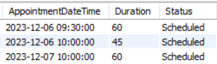 AppointmentDateTime Duration Status
2023-12-06 09:30:00 60 Scheduled
2023-12-06 10:00:00 45 Scheduled
2023-12-07 10:00:00 60 Scheduled